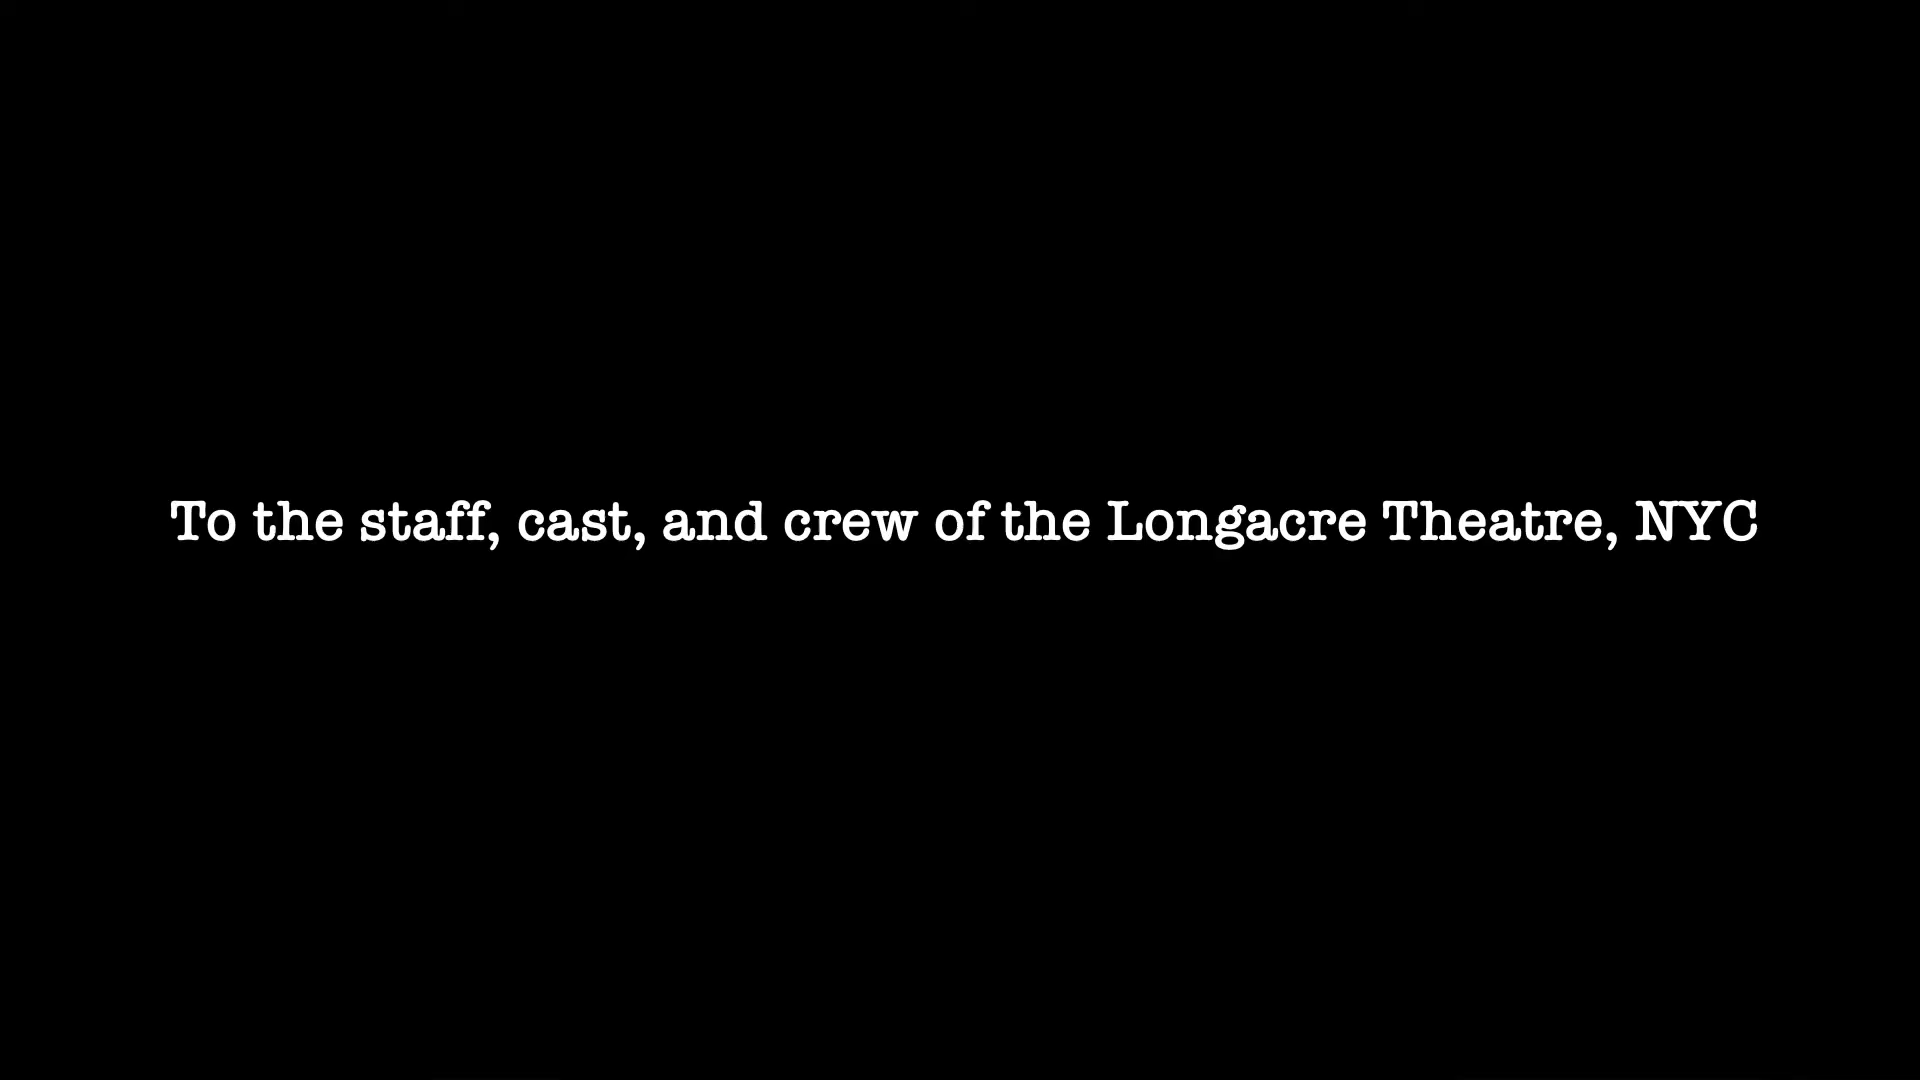 To the staff, cast, and crew of the Longacre Theatre, NYC